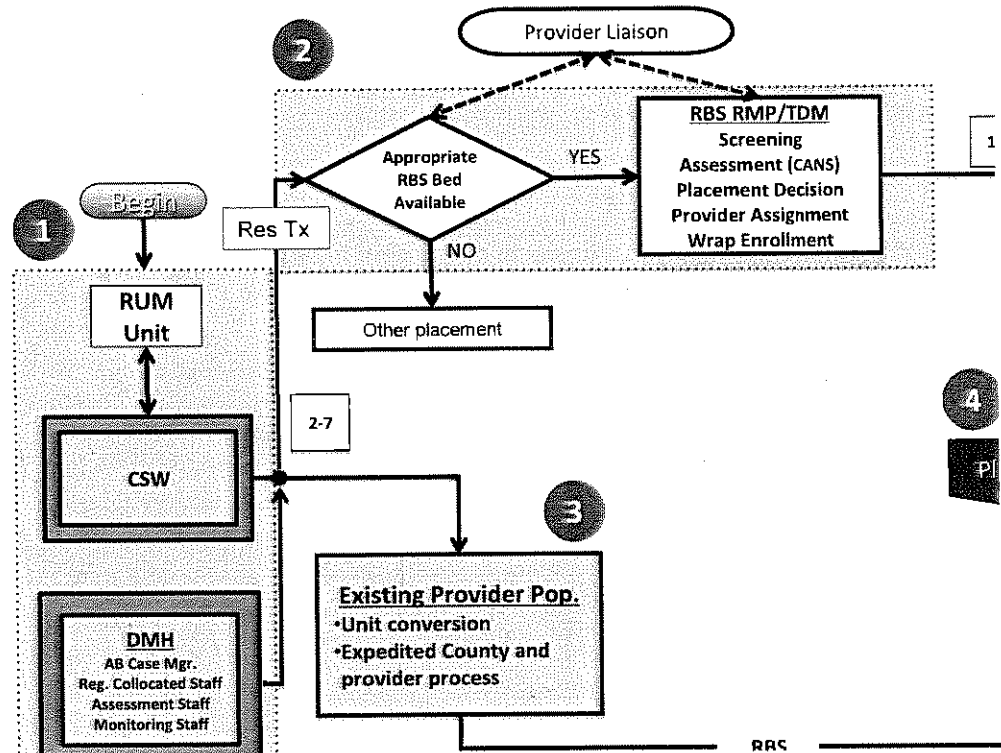 Provider Liaison
2
RBS RMP/TDM
Screening
Assessment (CANS)
Placement Decision
Provider Assignment
Wrap Enrollment
Appropriate
RBS Bed
Available
YES
NO
1
Begin
1
Res Tx
RUM
Unit
Other placement
2-7
CSW
4
Pl
3
Existing Provider Pop.
•Unit conversion
•Expedited County and
provider process
DMH
AB Case Mgr.
Reg. Collocated Staff
Assessment Staff
Monitoring Staff
RBS